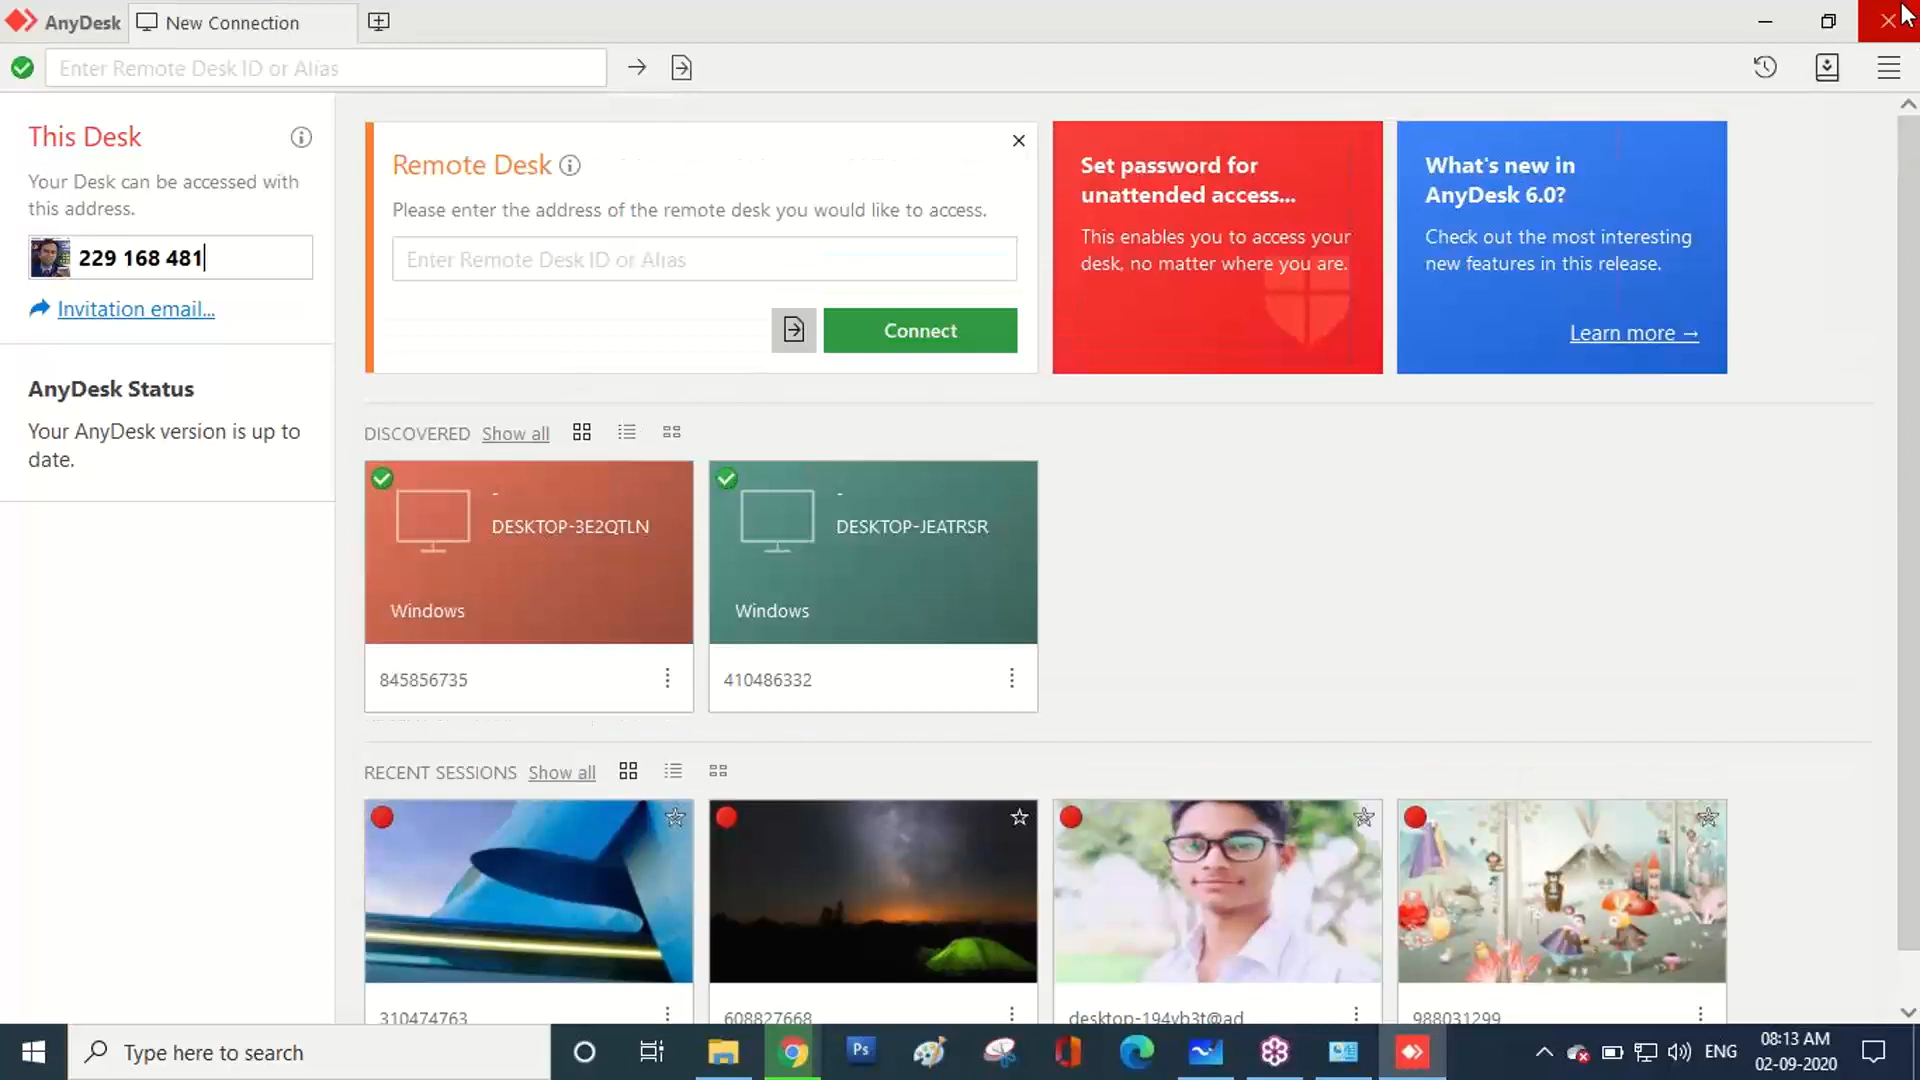 AnyDesk
New Connection
Enter Remote Desk ID or Alias
This Desk
Your Desk can be accessed with
this address.
229 168 481
Invitation email...
AnyDesk Status
Your AnyDesk version is up to
date.
Remote Desk
Please enter the address of the remote desk you would like to access.
Enter Remote Desk ID or Alias
Connect
Set password for
unattended access...
This enables you to access your
desk, no matter where you are.
What's new in
AnyDesk 6.0?
Check out the most interesting
new features in this release.
Learn more →
DISCOVERED Show all
-
DESKTOP-3E2QTLN
Windows
845856735
-
DESKTOP-JEATRSR
Windows
410486332
RECENT SESSIONS Show all
310474763
608827668
desktop-194vb3t@ad
988031299
Type here to search
Ps
ENG
08:13 AM
02-09-2020